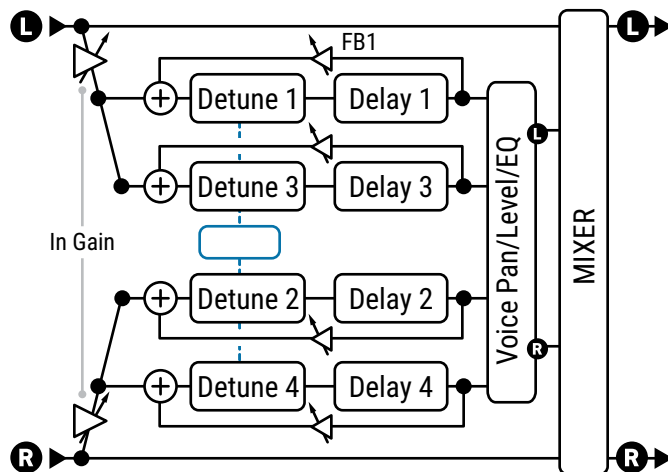 L
L
FB1
Detune 1
Delay 1
Detune 3
Delay 3
In Gain
Detune 2
Delay 2
Detune 4
Delay 4
Voice Pan/Level/EQ
L
R
MIXER
R
R